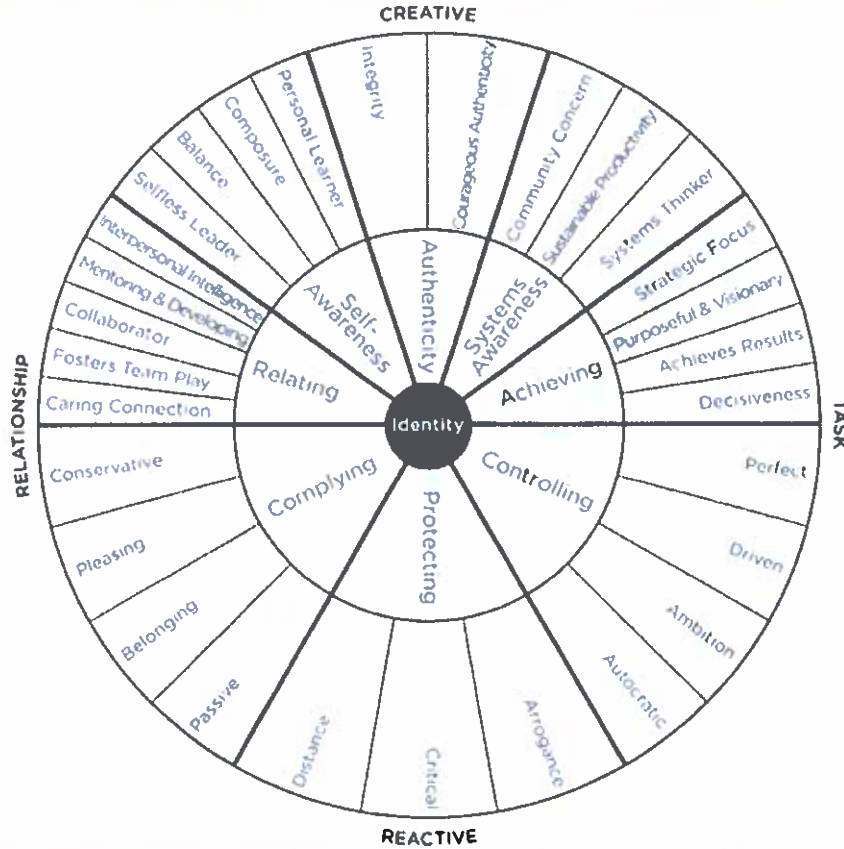 CREATIVE
Integrity
Courageous Authenticity
Community Concern
Sustainable Productivity
Systems Thinker
Strategic Focus
Purposeful & Visionary
Achieves Results
Decisiveness
TASK
Perfect
Driven
Ambition
Autocratic
Arrogance
Critical
Distance
REACTIVE
Passive
Belonging
Pleasing
Conservative
RELATIONSHIP
Caring Connection
Fosters Team Play
Collaborator
Mentoring & Developing
Interpersonal Intelligence
Selfless Leader
Balance
Composure
Personal Learner
Self-
Awareness
Authenticity
Systems
Awareness
Achieving
Controlling
Protecting
Complying
Relating
Identity